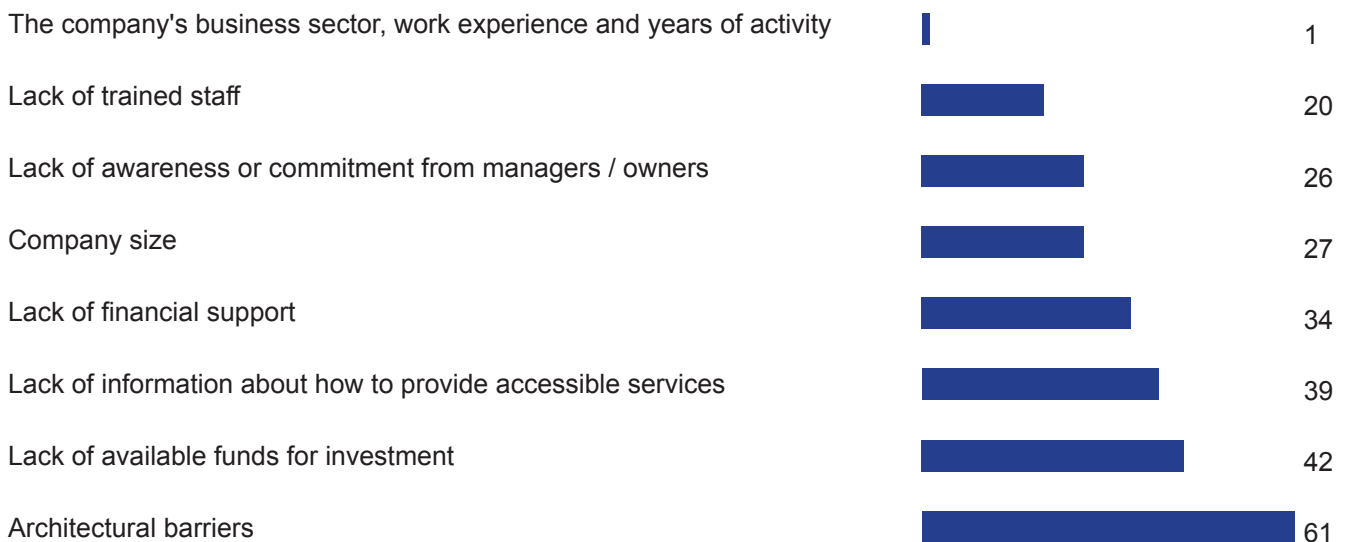 The company's business sector, work experience and years of activity 1
Lack of trained staff 20
Lack of awareness or commitment from managers / owners 26
Company size 27
Lack of financial support 34
Lack of information about how to provide accessible services 39
Lack of available funds for investment 42
Architectural barriers 61